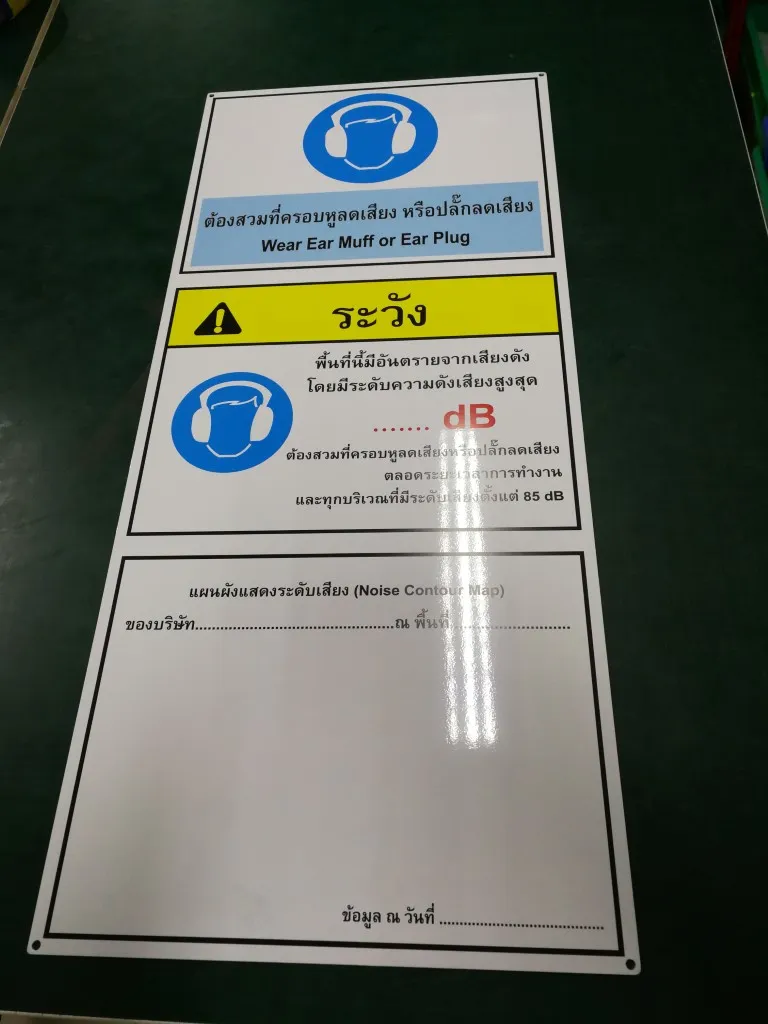 ต้องสวมที่ครอบหูลดเสียง หรือปลั๊กลดเสียง
Wear Ear Muff or Ear Plug
ระวัง
พื้นที่นี้มีอันตรายจากเสียงดัง
โดยมีระดับความดังเสียงสูงสุด
....... dB
ต้องสวมที่ครอบหูลดเสียงหรือปลั๊กลดเสียง
ตลอดระยะเวลาการทำงาน
และทุกบริเวณที่มีระดับเสียงตั้งแต่ 85 dB
แผนผังแสดงระดับเสียง (Noise Contour Map)
ของบริษัท........................................ณ พื้นที่........................
ข้อมูล ณ วันที่ ........................................